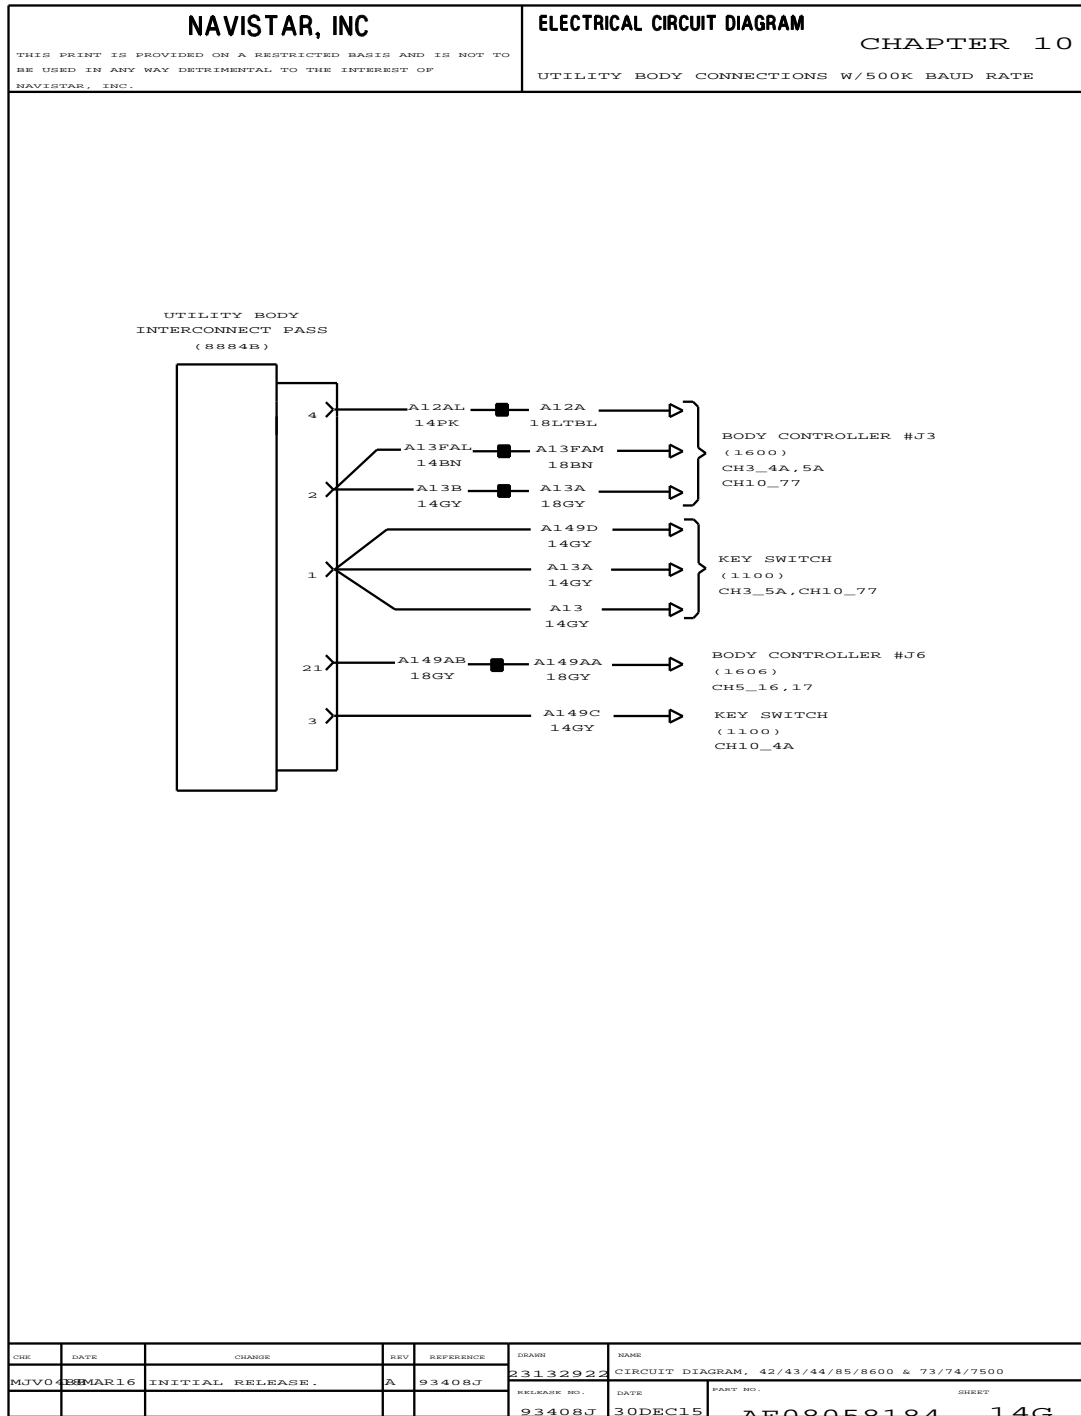 NAVISTAR, INC
THIS PRINT IS PROVIDED ON A RESTRICTED BASIS AND IS NOT TO
BE USED IN ANY WAY DETRIMENTAL TO THE INTEREST OF
NAVISTAR, INC.
ELECTRICAL CIRCUIT DIAGRAM
CHAPTER 10
UTILITY BODY CONNECTIONS W/500K BAUD RATE
UTILITY BODY
INTERCONNECT PASS
(8884B)
4
A12AL
14PK
A12A
18LTBL
A13FAL
14BN
A13FAM
18BN
2
A13B
14GY
A13A
18GY
BODY CONTROLLER #J3
(1600)
CH3_4A,5A
CH10_77
A149D
14GY
1
A13A
14GY
A13
14GY
KEY SWITCH
(1100)
CH3_5A,CH10_77
21
A149AB
18GY
A149AA
18GY
BODY CONTROLLER #J6
(1606)
CH5_16,17
3
A149C
14GY
KEY SWITCH
(1100)
CH10_4A
CHK DATE CHANGE REV REFERENCE
MJV04 MAR16 INITIAL RELEASE. A 93408J
DRAWN
23132922
NAME
CIRCUIT DIAGRAM, 42/43/44/85/8600 & 73/74/7500
RELEASE NO.
93408J
DATE
30DEC15
PART NO.
AF08058184
SHEET
14G